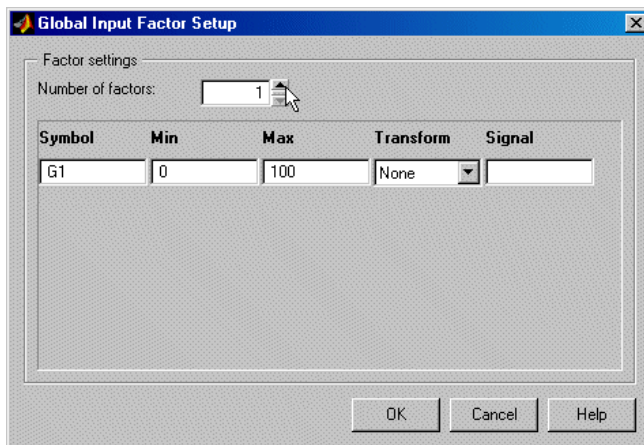 Global Input Factor Setup
Factor settings
Number of factors: 1
Symbol Min Max Transform Signal
G1 0 100 None
OK Cancel Help